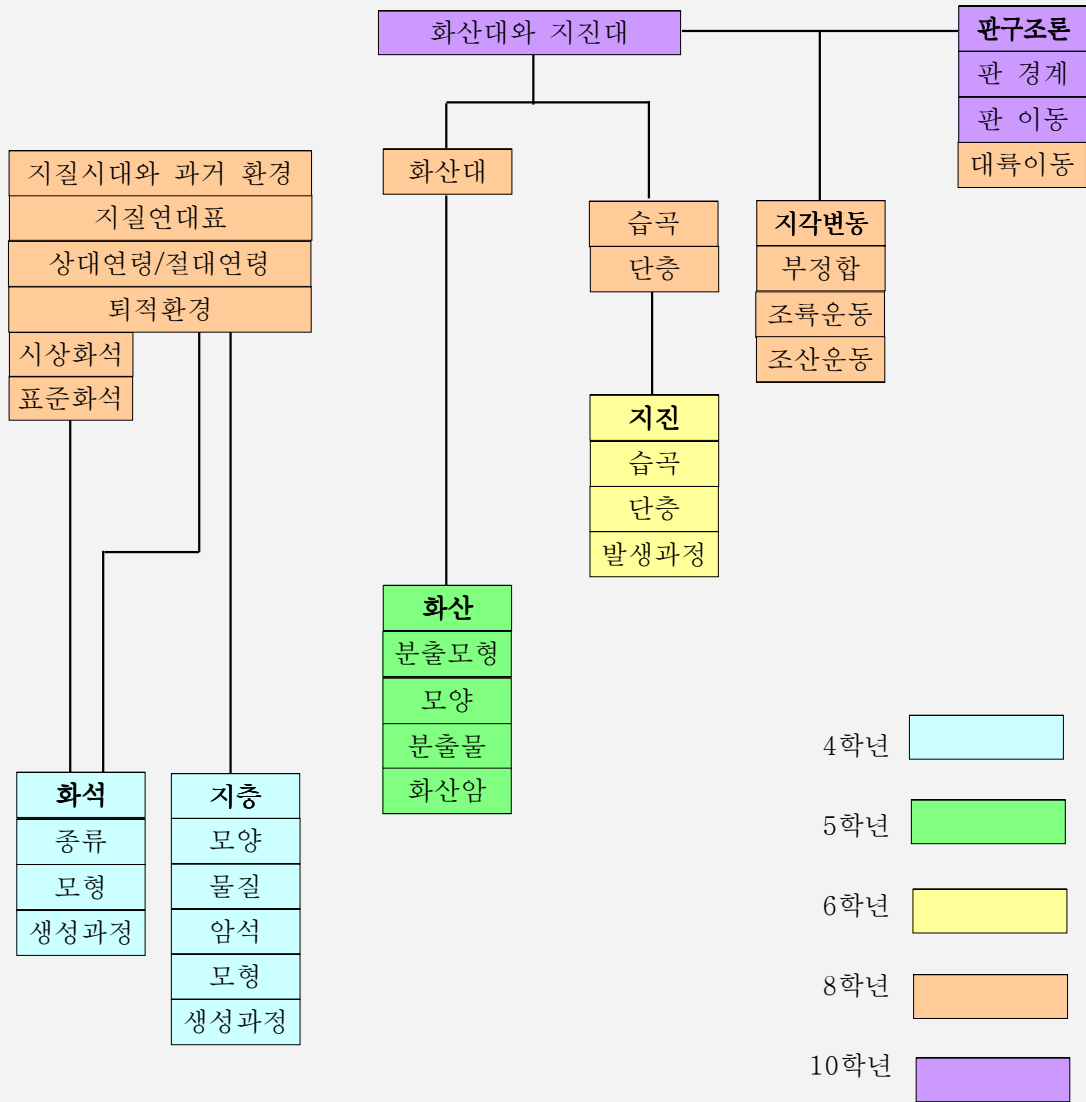 화산대와 지진대
판구조론
판 경계
판 이동
대륙이동
화산대
지질시대와 과거 환경
지질연대표
상대연령/절대연령
퇴적환경
시상화석
표준화석
습곡
단층
지각변동
부정합
조륙운동
조산운동
지진
습곡
단층
발생과정
화산
분출모형
모양
분출물
화산암
화석
종류
모형
생성과정
지층
모양
물질
암석
모형
생성과정
4학년
5학년
6학년
8학년
10학년